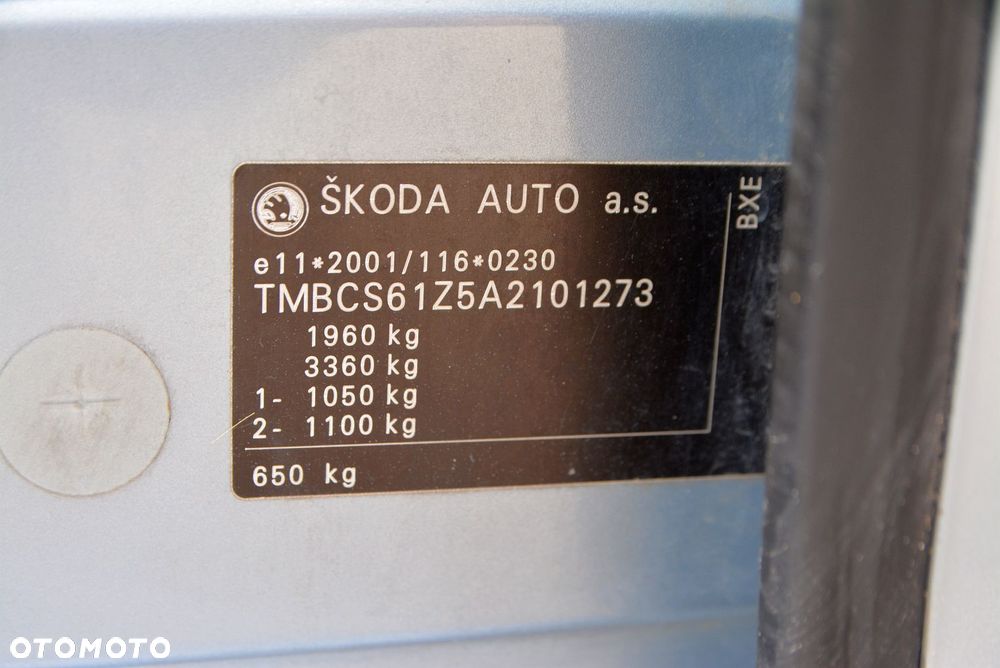 ŠKODA AUTO a.s.
BXE
e11*2001/116*0230
TMBCS61Z5A2101273
1960 kg
3360 kg
1- 1050 kg
2- 1100 kg
650 kg
OTOMOTO